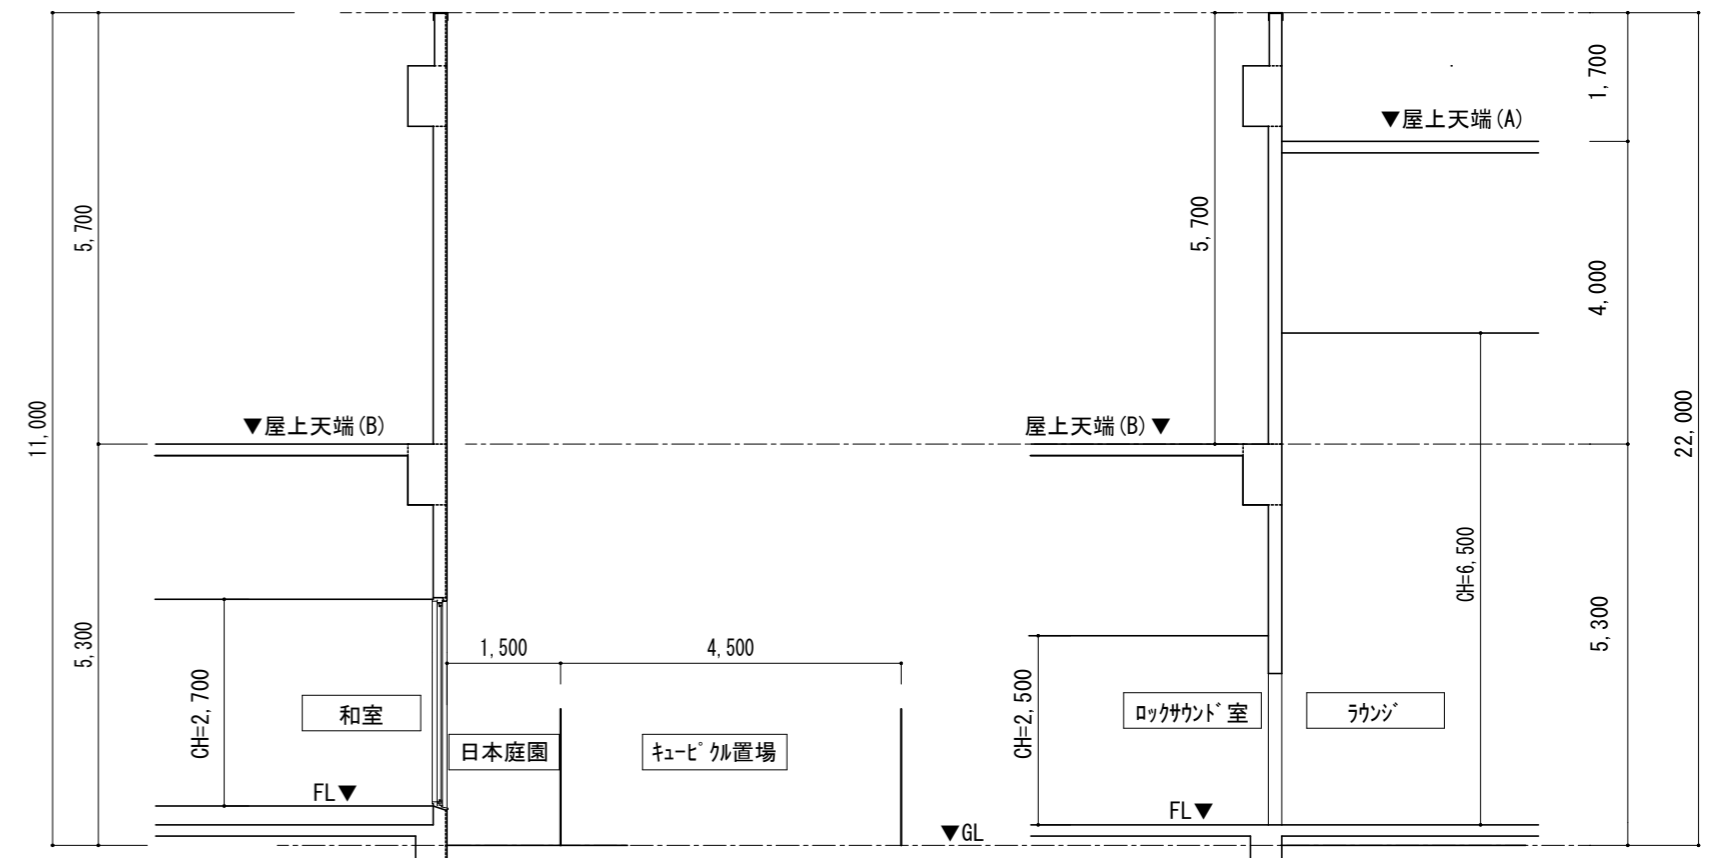 1,700
▼屋上天端(A)
5,700
5,700
4,000
11,000
▼屋上天端(B)
屋上天端(B)▼
22,000
CH=6,500
5,300
5,300
1,500
4,500
CH=2,700
CH=2,500
和室
ロックサウンド室
ラウンジ
日本庭園
キュービクル置場
FL▼
FL▼
▼GL